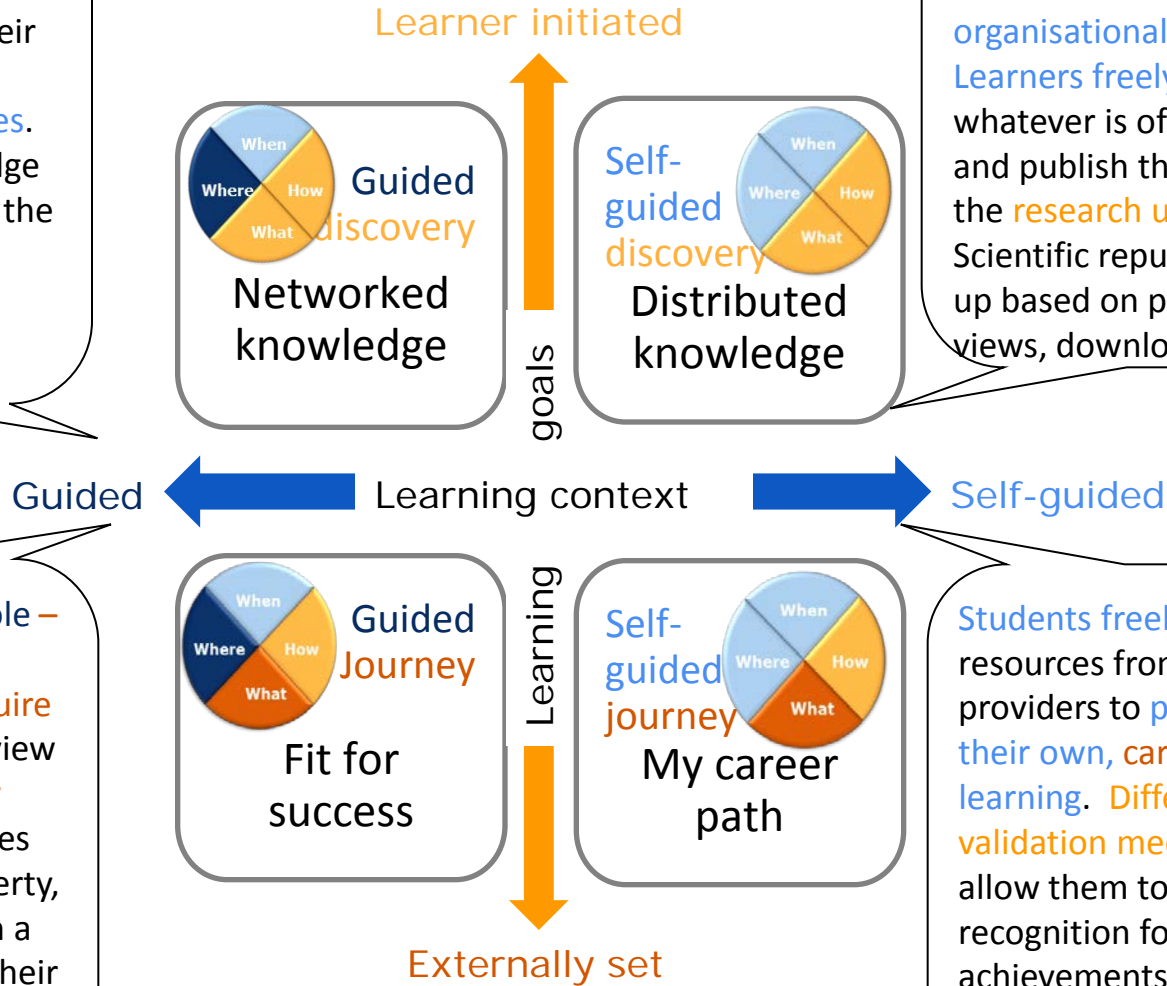 Learner initiated
eir
es.
dge
the
When
Where
How
What
Guided
discovery
Networked
knowledge
Self-
guided
discovery
When
Where
How
What
Distributed
knowledge
organisational
Learners freely
whatever is of
and publish th
the research u
Scientific repu
up based on p
views, downlo
goals
Guided
Learning context
Self-guided
Learning
ole –
uire
view
es
erty,
n a
heir
When
Where
How
What
Guided
Journey
Fit for
success
Self-
guided
journey
When
Where
How
What
My career
path
Students freel
resources from
providers to p
their own, car
learning. Diffe
validation me
allow them to
recognition fo
achievements
Externally set